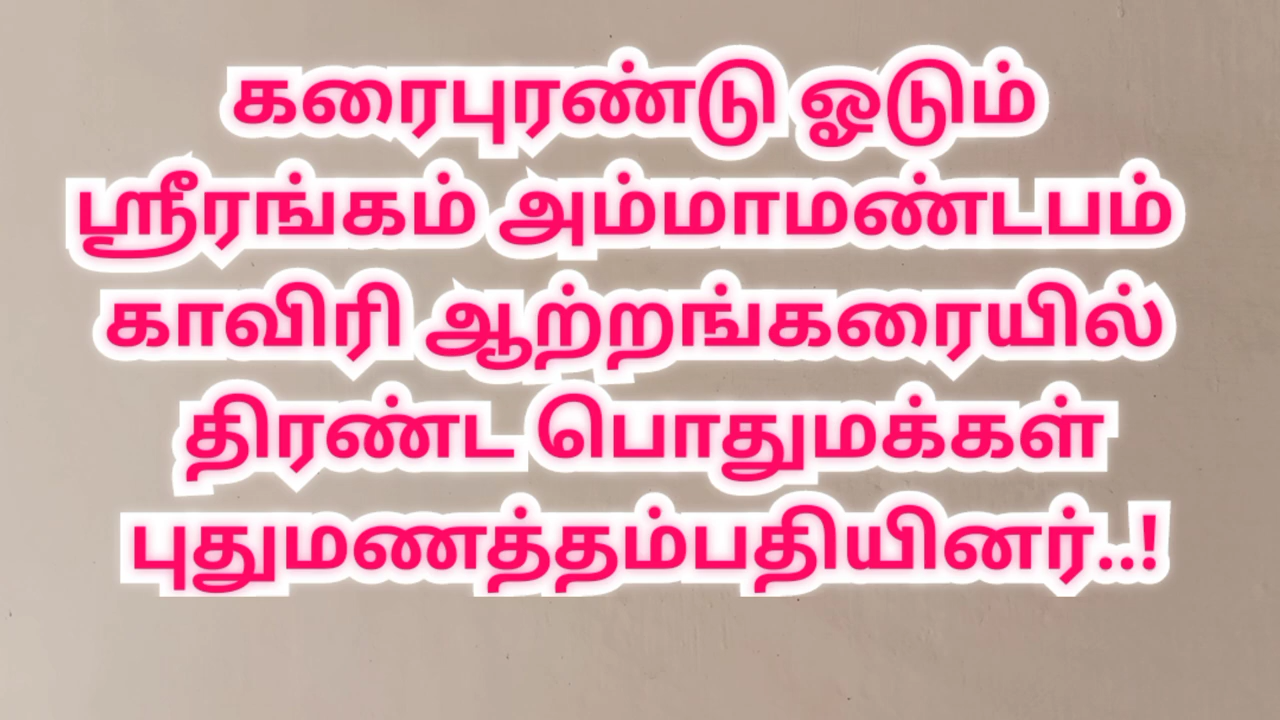 கரைபுரண்டு ஓடும்
ஸ்ரீரங்கம் அம்மாமண்டபம்
காவிரி ஆற்றங்கரையில்
திரண்ட பொதுமக்கள்
புதுமணத்தம்பதியினர்..!